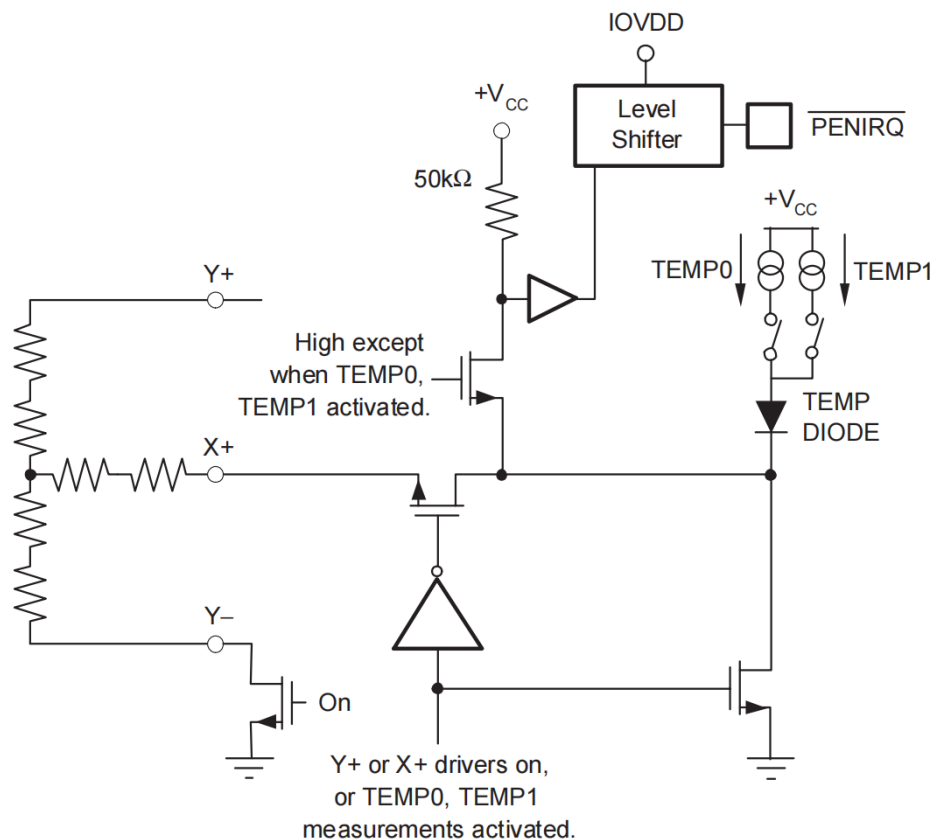 IOVDD
+VCC
Level
Shifter
PENIRQ
50kΩ
+VCC
TEMP0
TEMP1
Y+
High except
when TEMP0,
TEMP1 activated.
TEMP
DIODE
X+
Y–
On
Y+ or X+ drivers on,
or TEMP0, TEMP1
measurements activated.